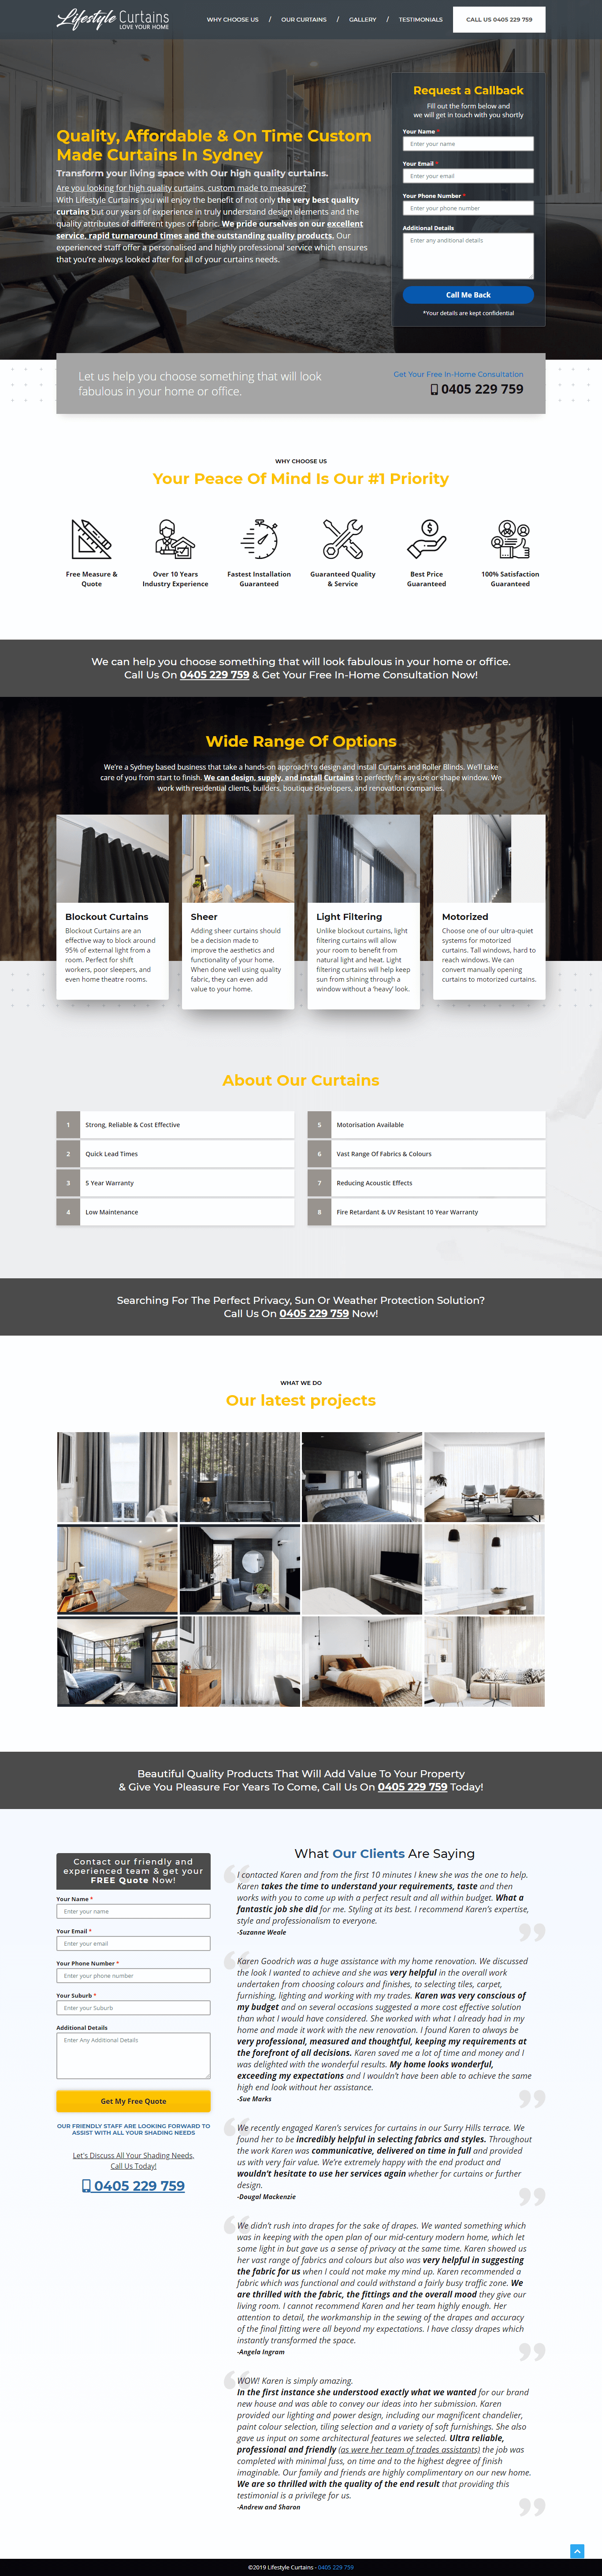 Lifestyle Curtains
LOVE YOUR HOME
WHY CHOOSE US / OUR CURTAINS / GALLERY / TESTIMONIALS
CALL US 0405 229 759
Quality, Affordable & On Time Custom
Made Curtains In Sydney
Transform your living space with Our high quality curtains.
Are you looking for high quality curtains, custom made to measure?
With Lifestyle Curtains you will enjoy the benefit of not only the very best quality
curtains but our years of experience in truly understand design elements and the
quality attributes of different types of fabric. We pride ourselves on our excellent
service, rapid turnaround times and the outstanding quality products. Our
experienced staff offer a personalised and highly professional service which ensures
that you're always looked after for all of your curtains needs.
Request a Callback
Fill out the form below and
we will get in touch with you shortly
Your Name *
Enter your name
Your Email *
Enter your email
Your Phone Number *
Enter your phone number
Additional Details
Enter any additional details
Call Me Back
*Your details are kept confidential
Let us help you choose something that will look
fabulous in your home or office.
Get Your Free In-Home Consultation
0405 229 759
WHY CHOOSE US
Your Peace Of Mind Is Our #1 Priority
Free Measure &
Quote
Over 10 Years
Industry Experience
Fastest Installation
Guaranteed
Guaranteed Quality
& Service
Best Price
Guaranteed
100% Satisfaction
Guaranteed
We can help you choose something that will look fabulous in your home or office.
Call Us On 0405 229 759 & Get Your Free In-Home Consultation Now!
Wide Range Of Options
We're a Sydney based business that take a hands-on approach to design and install Curtains and Roller Blinds. We'll take
care of you from start to finish. We can design, supply, and install Curtains to perfectly fit any size or shape window. We
work with residential clients, builders, boutique developers, and renovation companies.
Blockout Curtains
Blockout Curtains are an
effective way to block around
95% of external light from a
room. Perfect for shift
workers, poor sleepers, and
even home theatre rooms.
Sheer
Adding sheer curtains should
be a decision made to
improve the aesthetics and
functionality of your home.
When done well using quality
fabric, they can even add
value to your home.
Light Filtering
Unlike blockout curtains, light
filtering curtains will allow
your room to benefit from
natural light and heat. Light
filtering curtains will help keep
sun from shining through a
window without a 'heavy' look.
Motorized
Choose one of our ultra-quiet
systems for motorized
curtains. Tall windows, hard to
reach windows. We can
convert manually opening
curtains to motorized curtains.
About Our Curtains
1 Strong, Reliable & Cost Effective
2 Quick Lead Times
3 5 Year Warranty
4 Low Maintenance
5 Motorisation Available
6 Vast Range Of Fabrics & Colours
7 Reducing Acoustic Effects
8 Fire Retardant & UV Resistant 10 Year Warranty
Searching For The Perfect Privacy, Sun Or Weather Protection Solution?
Call Us On 0405 229 759 Now!
WHAT WE DO
Our latest projects
Beautiful Quality Products That Will Add Value To Your Property
& Give You Pleasure For Years To Come, Call Us On 0405 229 759 Today!
Contact our friendly and
experienced team & get your
FREE Quote Now!
Your Name *
Enter your name
Your Email *
Enter your email
Your Phone Number *
Enter your phone number
Your Suburb *
Enter your Suburb
Additional Details
Enter Any Additional Details
Get My Free Quote
OUR FRIENDLY STAFF ARE LOOKING FORWARD TO
ASSIST WITH ALL YOUR SHADING NEEDS
Let's Discuss All Your Shading Needs,
Call Us Today!
0405 229 759
What Our Clients Are Saying
I contacted Karen and from the first 10 minutes I knew she was the one to help.
Karen takes the time to understand your requirements, taste and then
works with you to come up with a perfect result and all within budget. What a
fantastic job she did for me. Styling at its best. I recommend Karen's expertise,
style and professionalism to everyone.
-Suzanne Weale
Karen Goodrich was a huge assistance with my home renovation. We discussed
the look I wanted to achieve and she was very helpful in the overall work
undertaken from choosing colours and finishes, to selecting tiles, carpet,
furnishing, lighting and working with my trades. Karen was very conscious of
my budget and on several occasions suggested a more cost effective solution
than what I would have considered. She worked with what I already had in my
home and made it work with the new renovation. I found Karen to always be
very professional, measured and thoughtful, keeping my requirements at
the forefront of all decisions. Karen saved me a lot of time and money and I
was delighted with the wonderful results. My home looks wonderful,
exceeding my expectations and I wouldn't have been able to achieve the same
high end look without her assistance.
-Sue Marks
We recently engaged Karen's services for curtains in our Surry Hills terrace. We
found her to be incredibly helpful in selecting fabrics and styles. Throughout
the work Karen was communicative, delivered on time in full and provided
us with very fair value. We're extremely happy with the end product and
wouldn't hesitate to use her services again whether for curtains or further
design.
-Dougal Mackenzie
We didn't rush into drapes for the sake of drapes. We wanted something which
was in keeping with the open plan of our mid-century modern home, which let
some light in but gave us a sense of privacy at the same time. Karen showed us
her vast range of fabrics and colours but also was very helpful in suggesting
the fabric for us when I could not make my mind up. Karen recommended a
fabric which was functional and could withstand a fairly busy traffic zone. We
are thrilled with the fabric, the fittings and the overall mood they give our
living room. I cannot recommend Karen and her team highly enough. Her
attention to detail, the workmanship in the sewing of the drapes and accuracy
of the final fitting were all beyond my expectations. I have classy drapes which
instantly transformed the space.
-Angela Ingram
WOW! Karen is simply amazing.
In the first instance she understood exactly what we wanted for our brand
new house and was able to convey our ideas into her submission. Karen
provided our lighting and power design, including our magnificent chandelier,
paint colour selection, tiling selection and a variety of soft furnishings. She also
gave us input on some architectural features we selected. Ultra reliable,
professional and friendly (as were her team of trades assistants) the job was
completed with minimal fuss, on time and to the highest degree of finish
imaginable. Our family and friends are highly complimentary on our new home.
We are so thrilled with the quality of the end result that providing this
testimonial is a privilege for us.
-Andrew and Sharon
©2019 Lifestyle Curtains - 0405 229 759